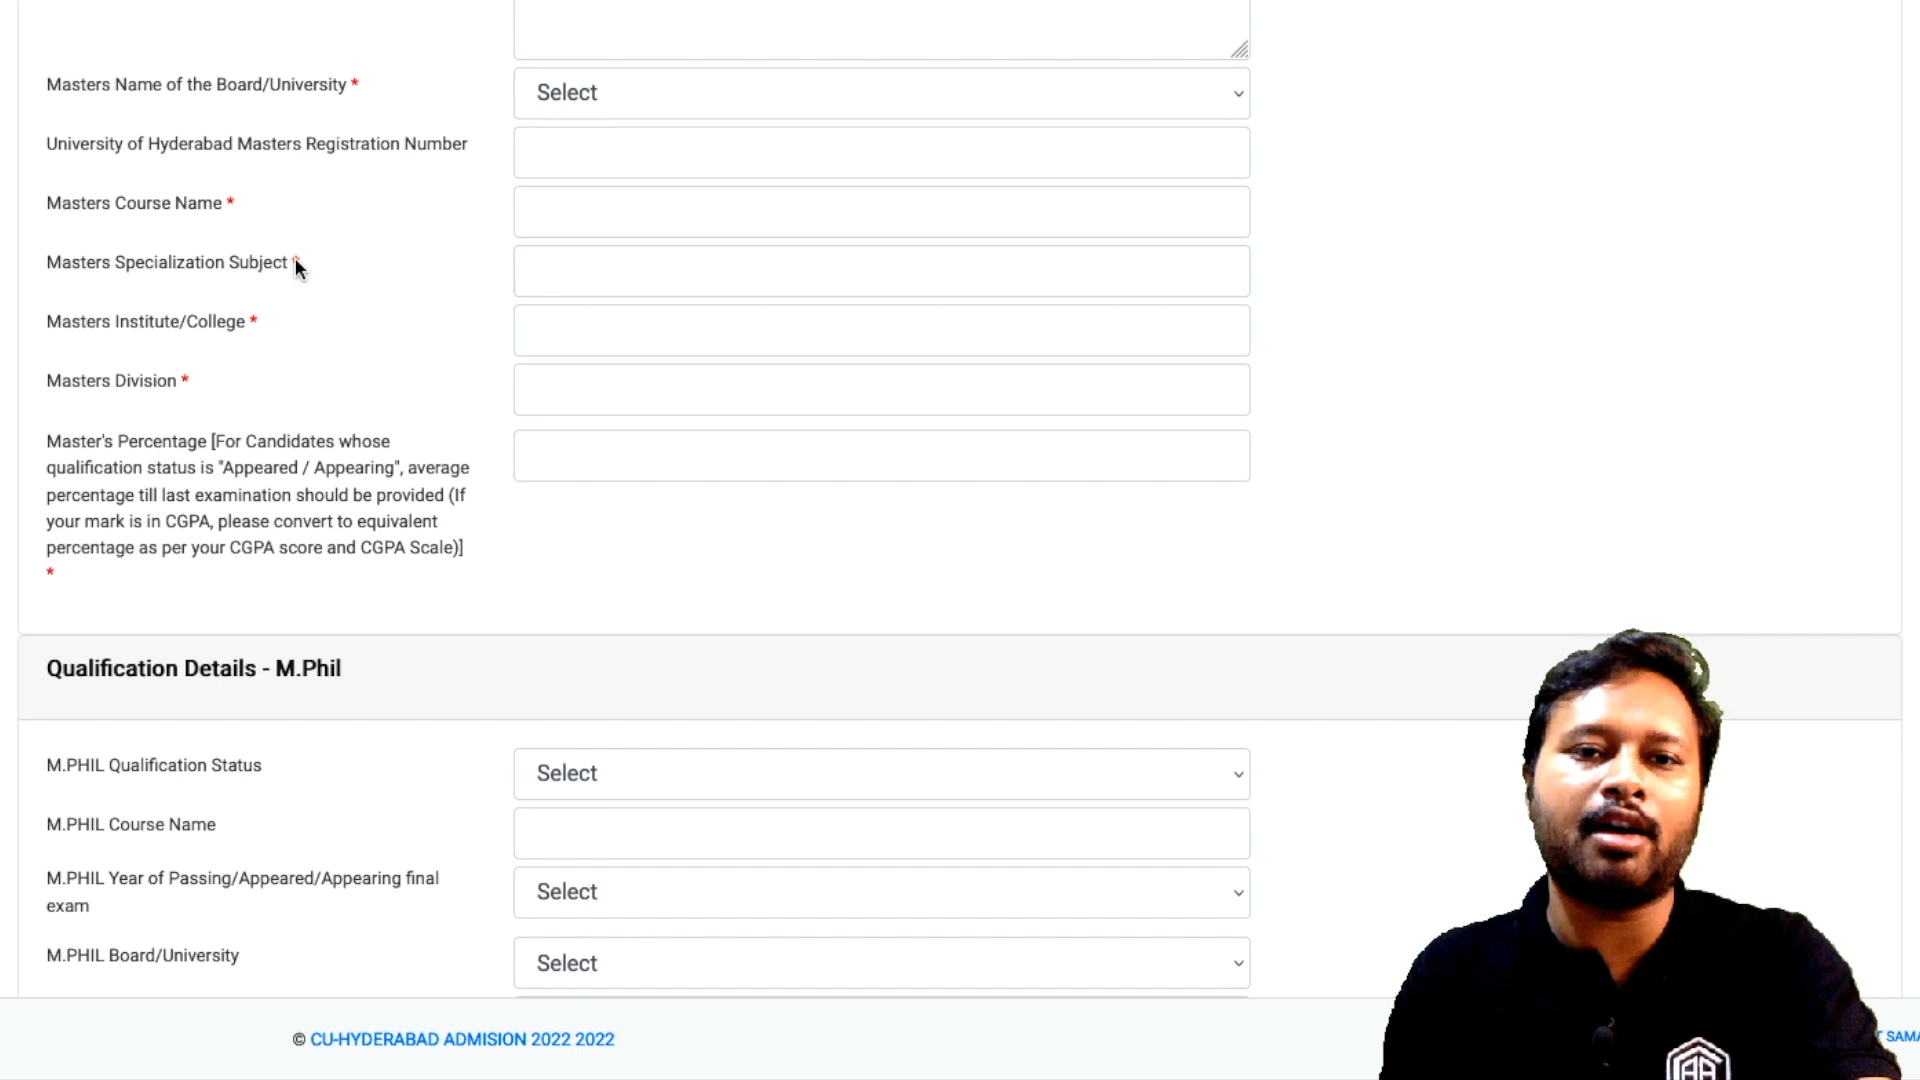 Masters Name of the Board/University *
Select
University of Hyderabad Masters Registration Number
Masters Course Name *
Masters Specialization Subject *
Masters Institute/College *
Masters Division *
Master's Percentage [For Candidates whose
qualification status is "Appeared / Appearing", average
percentage till last examination should be provided (If
your mark is in CGPA, please convert to equivalent
percentage as per your CGPA score and CGPA Scale)]
*
Qualification Details - M.Phil
M.PHIL Qualification Status
Select
M.PHIL Course Name
M.PHIL Year of Passing/Appeared/Appearing final
exam
Select
M.PHIL Board/University
Select
© CU-HYDERABAD ADMISION 2022 2022